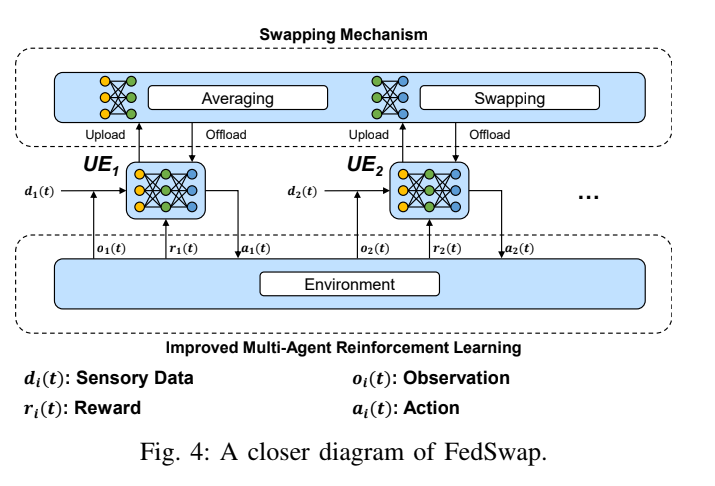 Swapping Mechanism
Averaging
Swapping
Upload
Offload
Upload
Offload
UE1
UE2
d1(t)
d2(t)
...
o1(t)
r1(t)
a1(t)
o2(t)
r2(t)
a2(t)
Environment
Improved Multi-Agent Reinforcement Learning
di(t): Sensory Data
oi(t): Observation
ri(t): Reward
ai(t): Action
Fig. 4: A closer diagram of FedSwap.